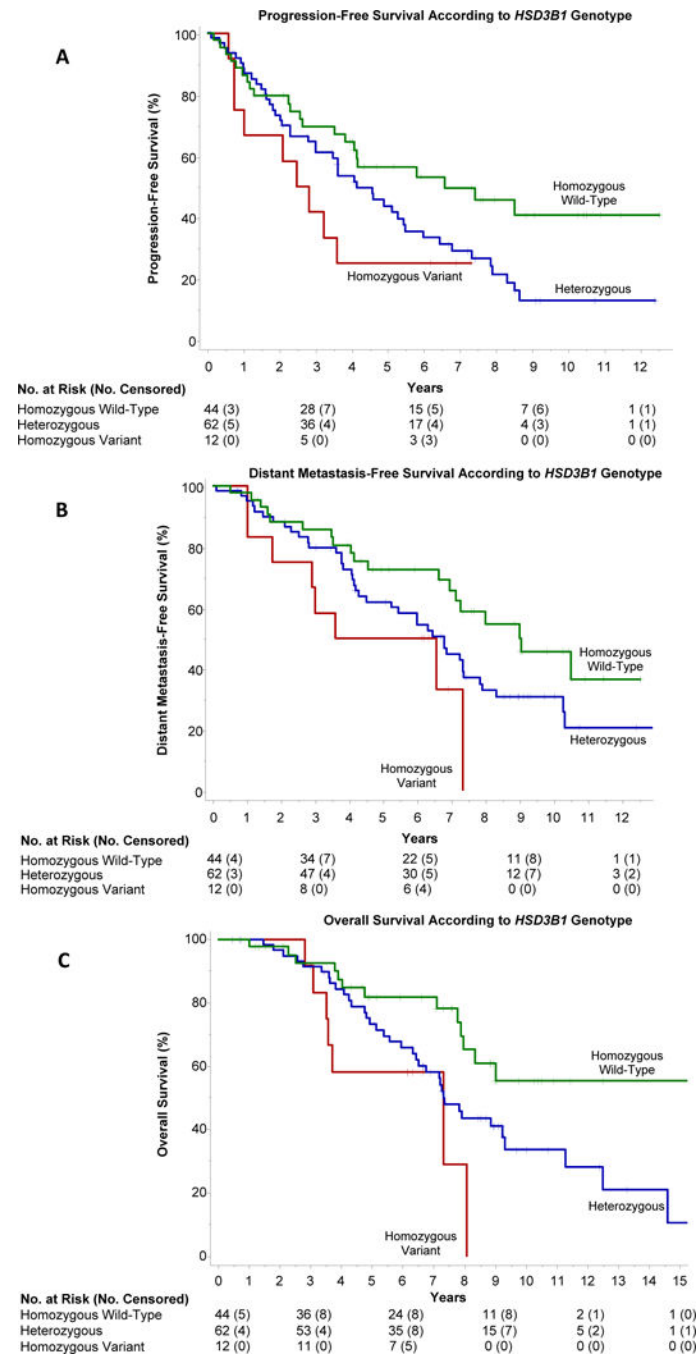 Progression-Free Survival According to HSD3B1 Genotype
A
Progression-Free Survival (%)
100
80
60
40
20
0
Homozygous
Wild-Type
Homozygous Variant
Heterozygous
0 1 2 3 4 5 6 7 8 9 10 11 12
No. at Risk (No. Censored) Years
Homozygous Wild-Type 44 (3) 28 (7) 15 (5) 7 (6) 1 (1)
Heterozygous 62 (5) 36 (4) 17 (4) 4 (3) 1 (1)
Homozygous Variant 12 (0) 5 (0) 3 (3) 0 (0) 0 (0)
Distant Metastasis-Free Survival According to HSD3B1 Genotype
B
Distant Metastasis-Free Survival (%)
100
80
60
40
20
0
Homozygous
Wild-Type
Heterozygous
Homozygous
Variant
0 1 2 3 4 5 6 7 8 9 10 11 12
No. at Risk (No. Censored) Years
Homozygous Wild-Type 44 (4) 34 (7) 22 (5) 11 (8) 1 (1)
Heterozygous 62 (3) 47 (4) 30 (5) 12 (7) 3 (2)
Homozygous Variant 12 (0) 8 (0) 6 (4) 0 (0) 0 (0)
Overall Survival According to HSD3B1 Genotype
C
Overall Survival (%)
100
80
60
40
20
0
Homozygous
Wild-Type
Heterozygous
Homozygous
Variant
0 1 2 3 4 5 6 7 8 9 10 11 12 13 14 15
No. at Risk (No. Censored) Years
Homozygous Wild-Type 44 (5) 36 (8) 24 (8) 11 (8) 2 (1) 1 (0)
Heterozygous 62 (4) 53 (4) 35 (8) 15 (7) 5 (2) 1 (1)
Homozygous Variant 12 (0) 11 (0) 7 (5) 0 (0) 0 (0) 0 (0)